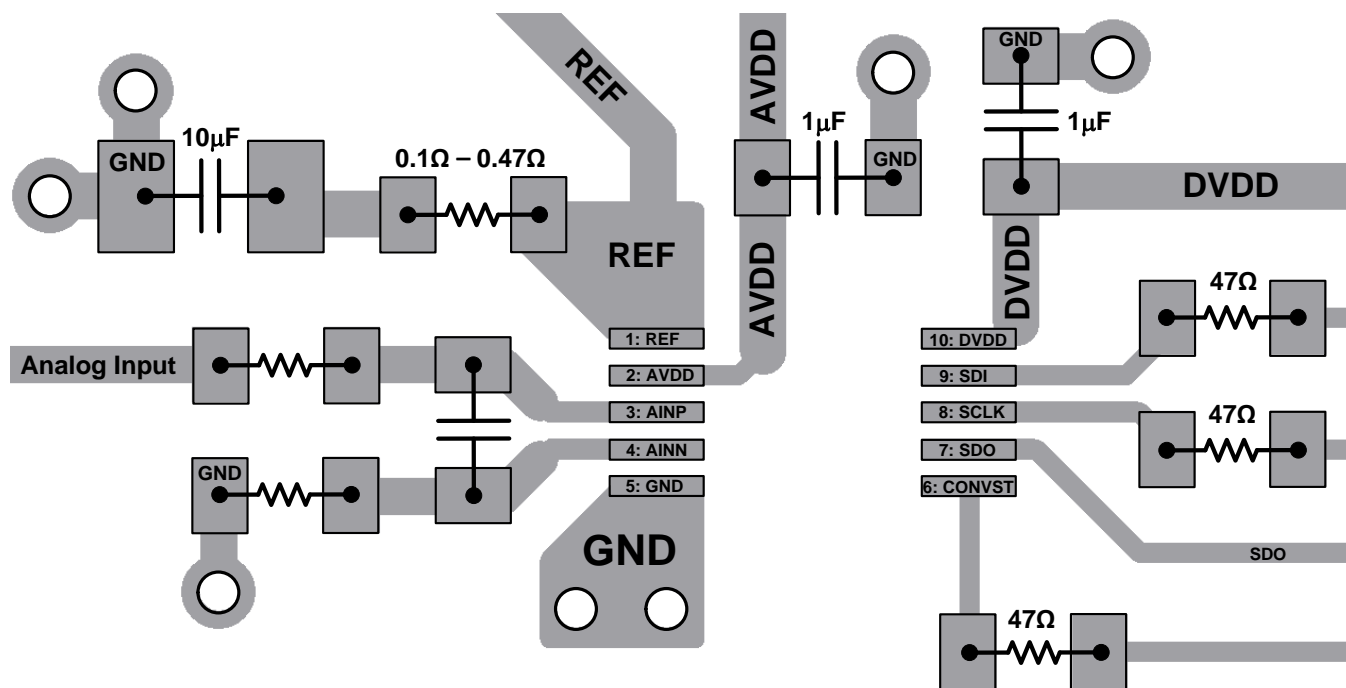 REF
AVDD
GND
1μF
10μF
GND
1μF
GND
0.1Ω – 0.47Ω
DVDD
REF
AVDD
DVDD
47Ω
1: REF
10: DVDD
Analog Input
2: AVDD
9: SDI
3: AINP
8: SCLK
47Ω
4: AINN
7: SDO
GND
5: GND
6: CONVST
GND
SDO
47Ω